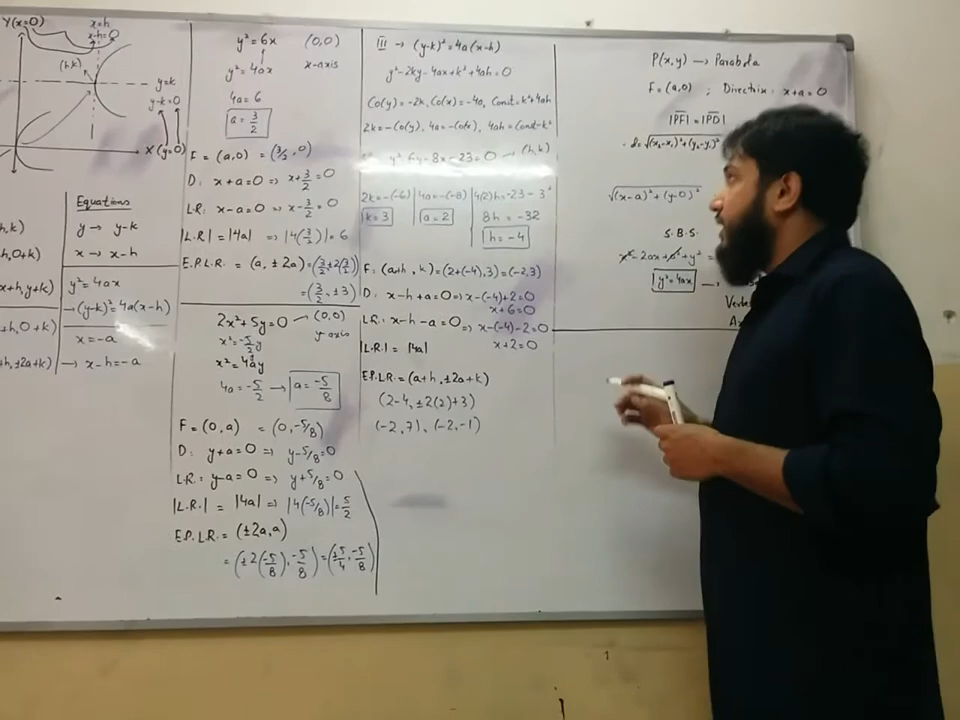 Y(x=0)
x=h
x-h=0
(h,k)
y=k
y-k=0
X (y=0)
h,k)
h,0+k)
x+h,y+k)
+h,0+k)
+h,±2a+k)
Equations
y → y-k
x → x-h
y²=4ax
→(y-k)²=4a(x-h)
x=-a
→ x-h=-a
y²=6x (0,0)
y²=4ax x-axis
4a=6
a=3/2
F = (a,0) = (3/2,0)
D: x+a=0 => x+3/2=0
L.R: x-a=0 => x-3/2=0
|L.R|=|4a| => |4(3/2)|=6
E.P.L.R = (a,±2a)=(3/2,±2(3/2))
=(3/2,±3)
2x²+5y=0 (0,0)
x²=-5/2y y-axis
x²=4ay
4a=-5/2 → a=-5/8
F=(0,a) = (0,-5/8)
D: y+a=0 => y-5/8=0
L.R= y-a=0 => y+5/8=0
|L.R.| = |4a| => |4(-5/8)|=5/2
E.P.L.R.= (±2a,a)
=(±2(-5/8),-5/8)=(±5/4,-5/8)
III → (y-k)²=4a(x-h)
y²-2ky-4ax+k²+4ah=0
Co(y)=-2k, Co(x)=-4a, Const=k²+4ah
2k=-Co(y), 4a=-Co(x), 4ah=Const-k²
y²-6y-8x-23=0 → (h,k)
2k=-(-6) 4a=-(-8) 4(2)h=-23-3²
k=3 a=2 8h=-32
h=-4
F:(a+h,k)=(2+(-4),3)=(-2,3)
D: x-h+a=0=>x-(-4)+2=0
x+6=0
L.R: x-h-a=0=> x-(-4)-2=0
|L.R|= |4a| x+2=0
E.P.L.R.=(a+h,±2a+k)
(2-4,±2(2)+3)
(-2,7), (-2,-1)
P(x,y) → Parabola
F=(a,0) ; Directrix: x+a=0
|PF|=|PD|
d=√(x₂-x₁)²+(y₂-y₁)²
√(x-a)²+(y-0)²
S.B.S.
x²-2ax+a²+y²=
y²=4ax →
Verte
Ax